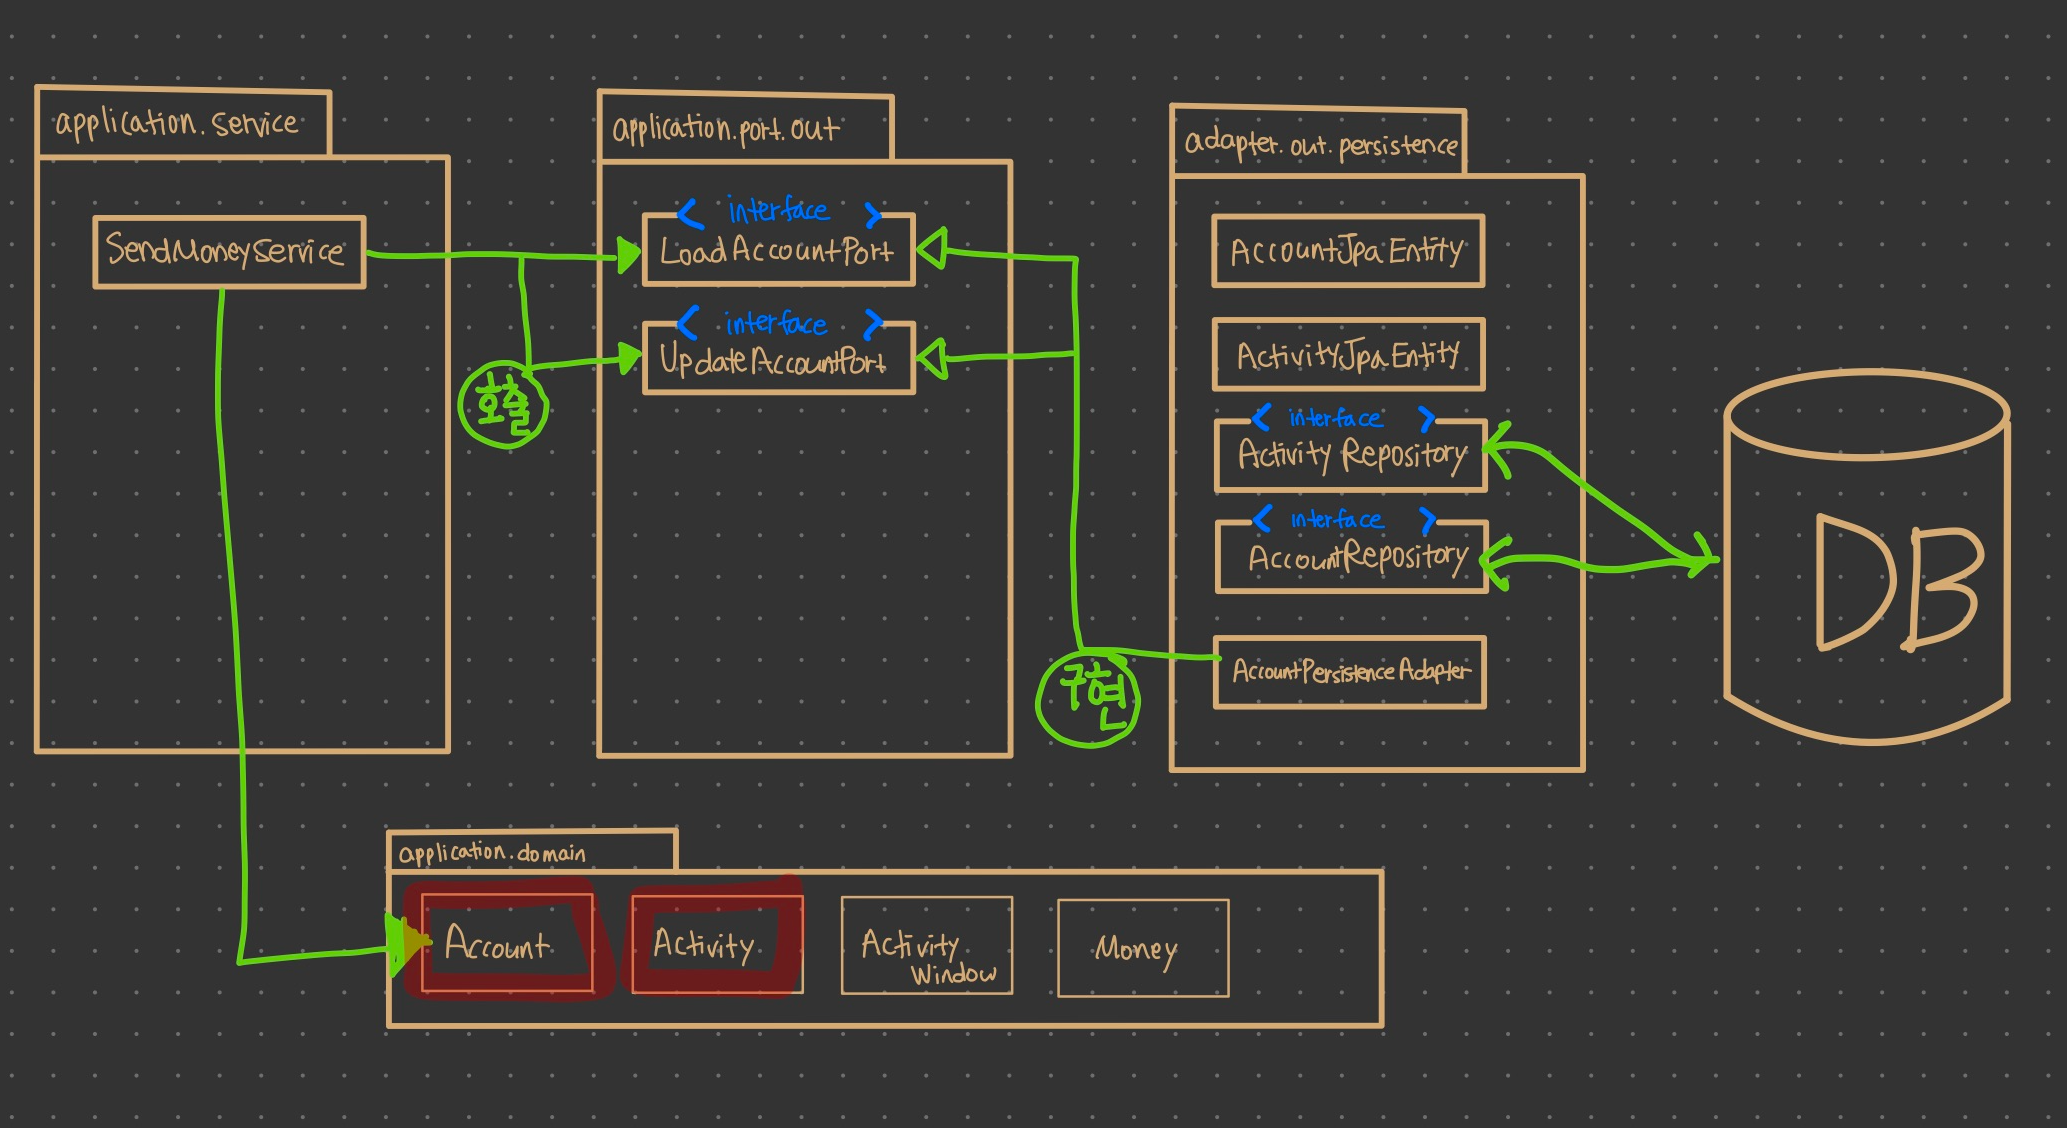 application.service
SendMoneyService
호출
application.port.out
interface
LoadAccountPort
interface
UpdateAccountPort
구현
adapter.out.persistence
AccountJpaEntity
ActivityJpaEntity
interface
Activity Repository
interface
AccountRepository
AccountPersistenceAdapter
DB
application.domain
Account
Activity
Activity
Window
Money